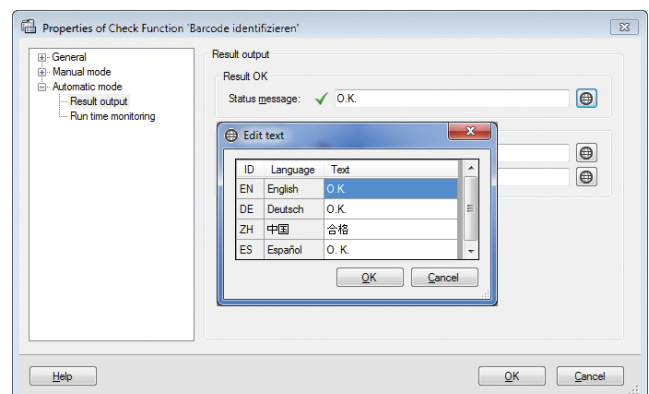 Properties of Check Function 'Barcode identifizieren'
General
Manual mode
Automatic mode
Result output
Run time monitoring
Result output
Result OK
Status message: O.K.
Edit text
ID Language Text
EN English O.K.
DE Deutsch O.K.
ZH 中国 合格
ES Español O. K.
OK Cancel
Help OK Cancel